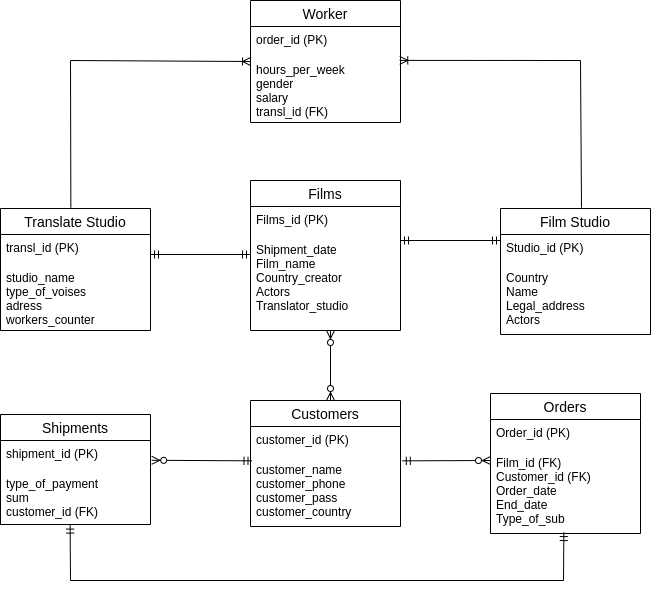 Worker
order_id (PK)
hours_per_week
gender
salary
transl_id (FK)
Translate Studio
transl_id (PK)
studio_name
type_of_voises
adress
workers_counter
Films
Films_id (PK)
Shipment_date
Film_name
Country_creator
Actors
Translator_studio
Film Studio
Studio_id (PK)
Country
Name
Legal_address
Actors
Shipments
shipment_id (PK)
type_of_payment
sum
customer_id (FK)
Customers
customer_id (PK)
customer_name
customer_phone
customer_pass
customer_country
Orders
Order_id (PK)
Film_id (FK)
Customer_id (FK)
Order_date
End_date
Type_of_sub